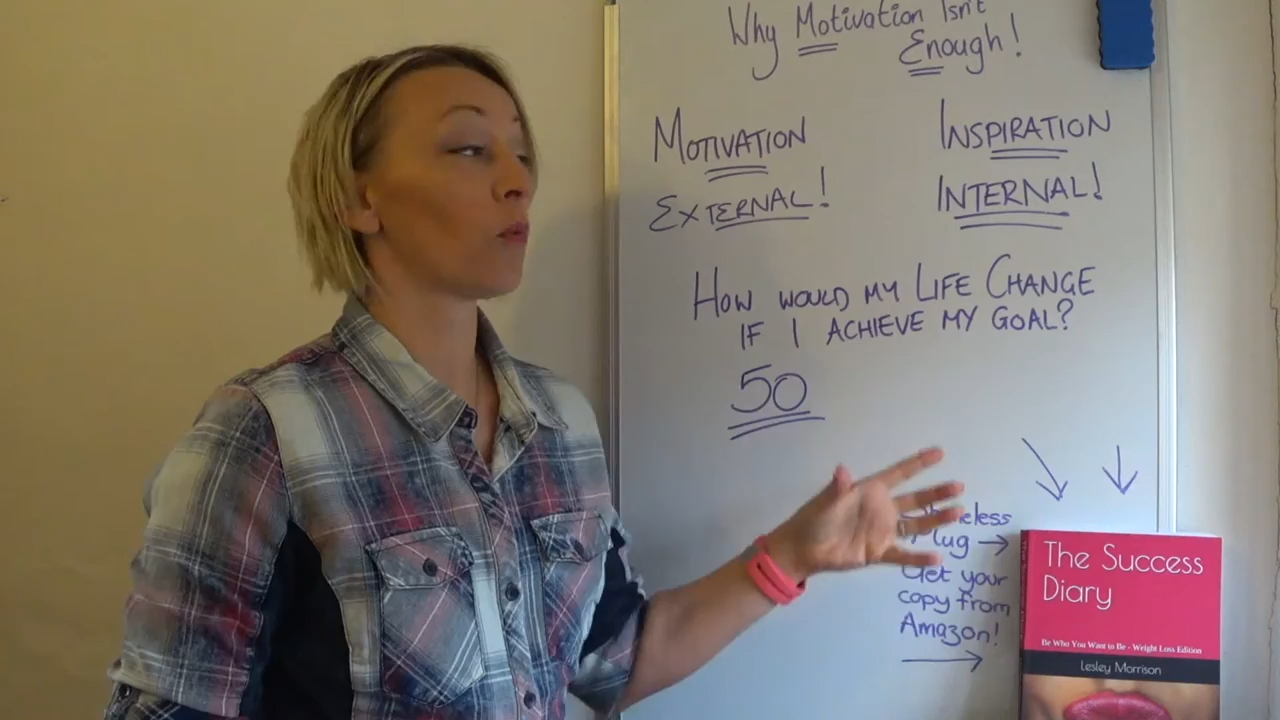 Why Motivation Isn't
Enough!
MOTIVATION
EXTERNAL!
INSPIRATION
INTERNAL!
HOW WOULD MY LIFE CHANGE
IF I ACHIEVE MY GOAL?
50
Get your
copy from
Amazon!
The Success
Diary
Be Who You Want to Be - Weight Loss Edition
Lesley Morrison